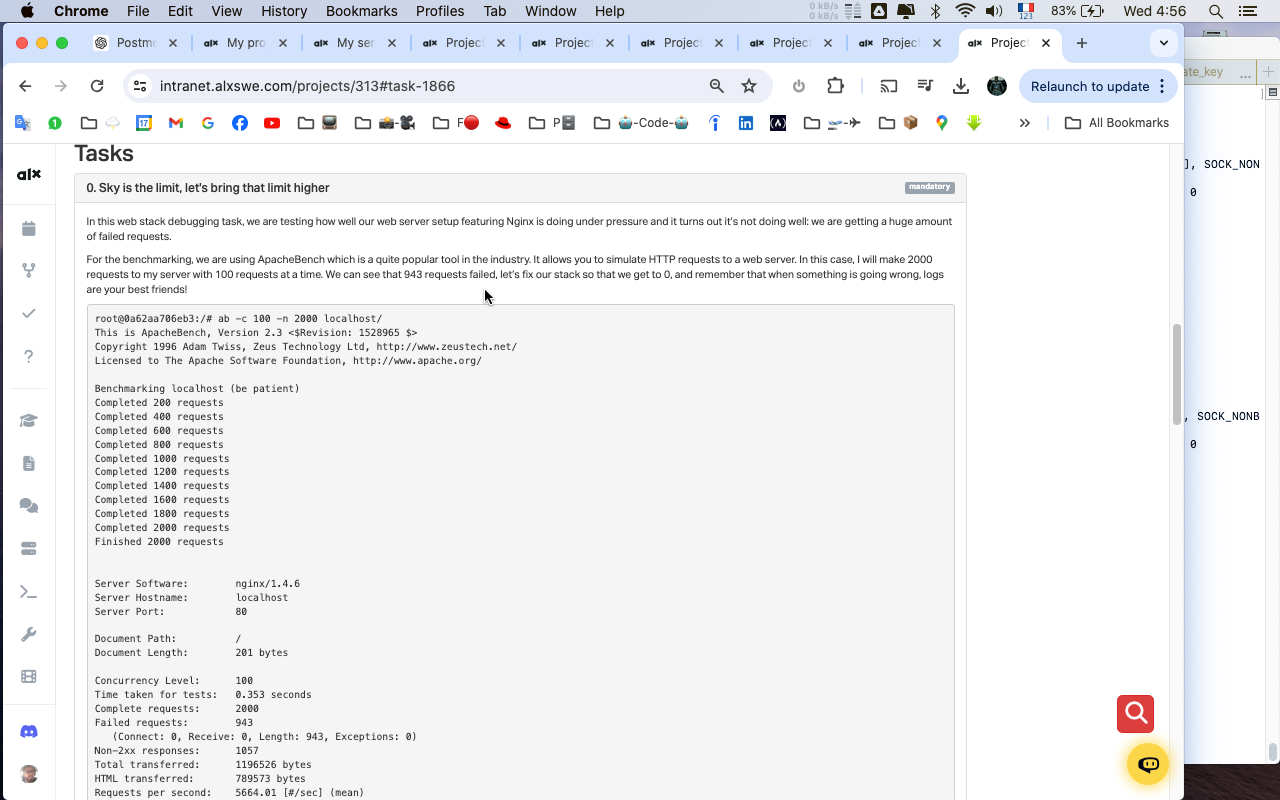 Chrome File Edit View History Bookmarks Profiles Tab Window Help 0 kB/s 0 kB/s 123 83% Wed 4:56
Postm My pro My ser Project Project Project Project Project Project
intranet.alxswe.com/projects/313#task-1866 Relaunch to update
ate_key ...
31 17 F P -Code- All Bookmarks
Tasks
alx
0. Sky is the limit, let's bring that limit higher mandatory
], SOCK_NON
0
In this web stack debugging task, we are testing how well our web server setup featuring Nginx is doing under pressure and it turns out it's not doing well: we are getting a huge amount
of failed requests.
For the benchmarking, we are using ApacheBench which is a quite popular tool in the industry. It allows you to simulate HTTP requests to a web server. In this case, I will make 2000
requests to my server with 100 requests at a time. We can see that 943 requests failed, let's fix our stack so that we get to 0, and remember that when something is going wrong, logs
are your best friends!
root@0a62aa706eb3:/# ab -c 100 -n 2000 localhost/
This is ApacheBench, Version 2.3 <$Revision: 1528965 $>
Copyright 1996 Adam Twiss, Zeus Technology Ltd, http://www.zeustech.net/
Licensed to The Apache Software Foundation, http://www.apache.org/
Benchmarking localhost (be patient)
Completed 200 requests
Completed 400 requests
, SOCK_NONB
Completed 600 requests
Completed 800 requests
0
Completed 1000 requests
Completed 1200 requests
Completed 1400 requests
Completed 1600 requests
Completed 1800 requests
Completed 2000 requests
Finished 2000 requests
Server Software: nginx/1.4.6
Server Hostname: localhost
Server Port: 80
Document Path: /
Document Length: 201 bytes
Concurrency Level: 100
Time taken for tests: 0.353 seconds
Complete requests: 2000
Failed requests: 943
(Connect: 0, Receive: 0, Length: 943, Exceptions: 0)
Non-2xx responses: 1057
Total transferred: 1196526 bytes
HTML transferred: 789573 bytes
Requests per second: 5664.01 [#/sec] (mean)